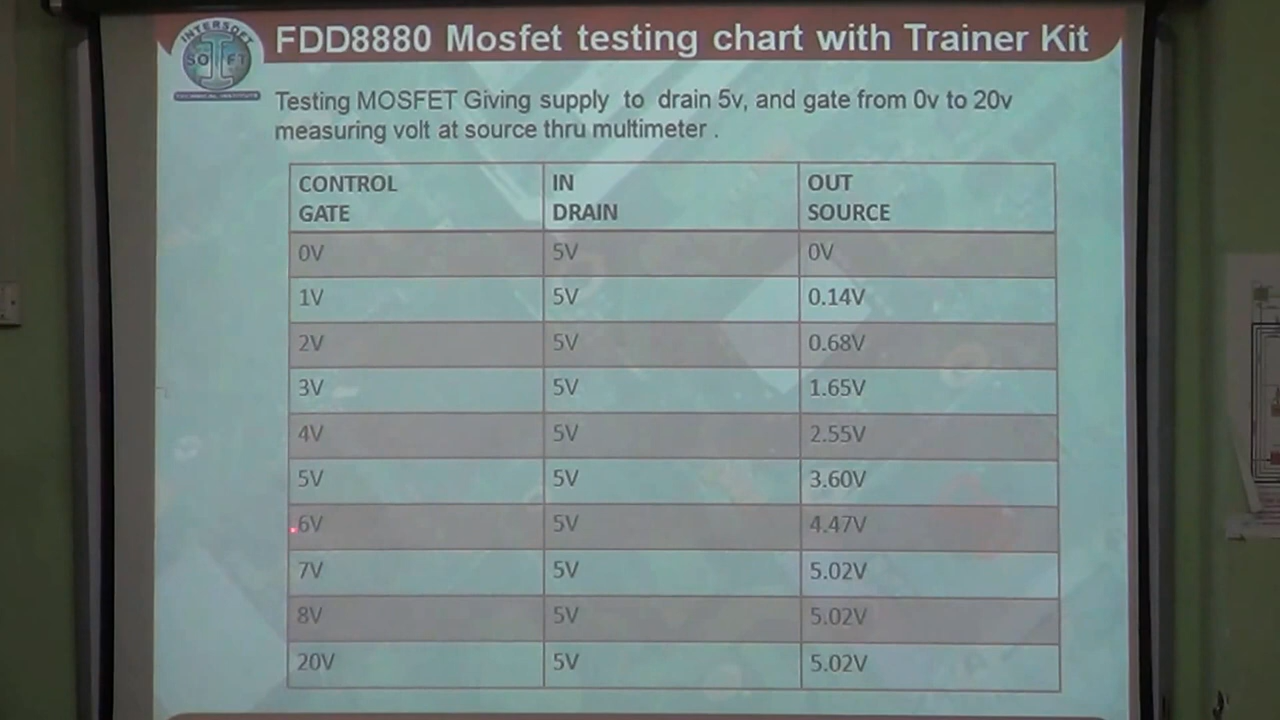 INTERSOFT
SOFT
FDD8880 Mosfet testing chart with Trainer Kit
Testing MOSFET Giving supply to drain 5v, and gate from 0v to 20v
measuring volt at source thru multimeter .
CONTROL GATE IN DRAIN OUT SOURCE
0V 5V 0V
1V 5V 0.14V
2V 5V 0.68V
3V 5V 1.65V
4V 5V 2.55V
5V 5V 3.60V
6V 5V 4.47V
7V 5V 5.02V
8V 5V 5.02V
20V 5V 5.02V